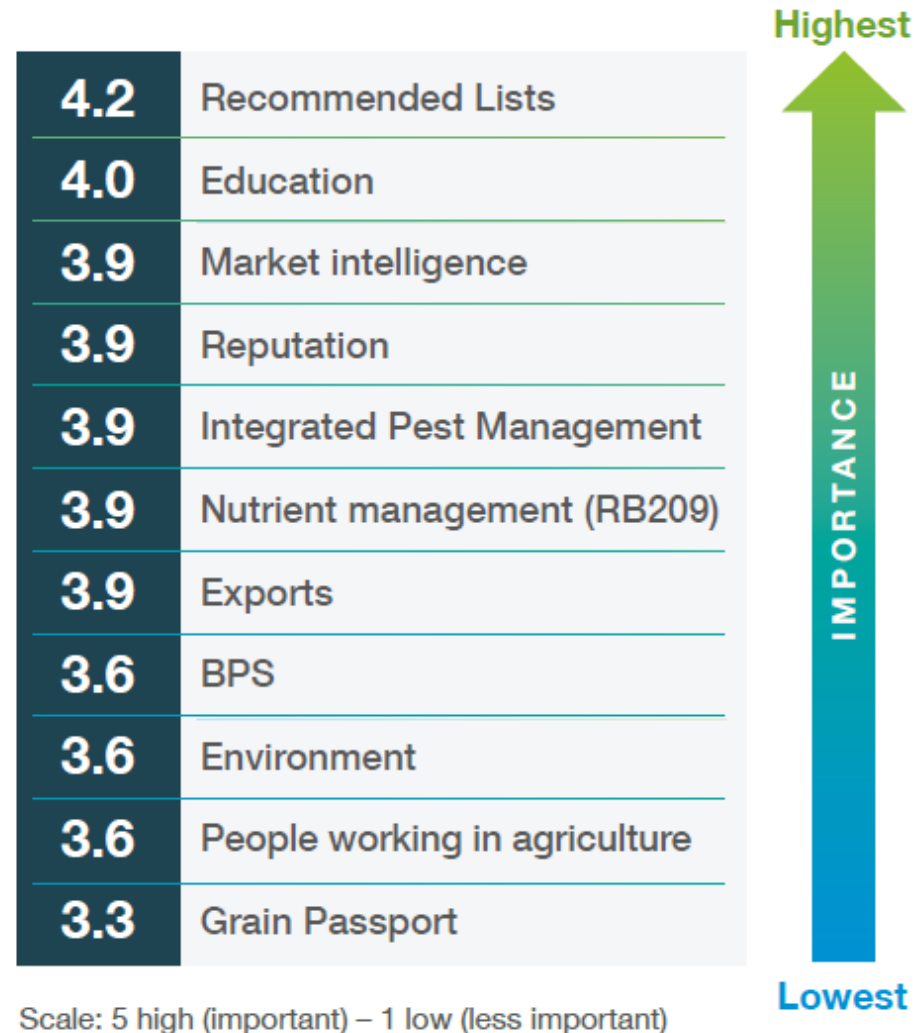 Highest
4.2 Recommended Lists
4.0 Education
3.9 Market intelligence
3.9 Reputation
3.9 Integrated Pest Management
3.9 Nutrient management (RB209)
3.9 Exports
3.6 BPS
3.6 Environment
3.6 People working in agriculture
3.3 Grain Passport
IMPORTANCE
Lowest
Scale: 5 high (important) – 1 low (less important)